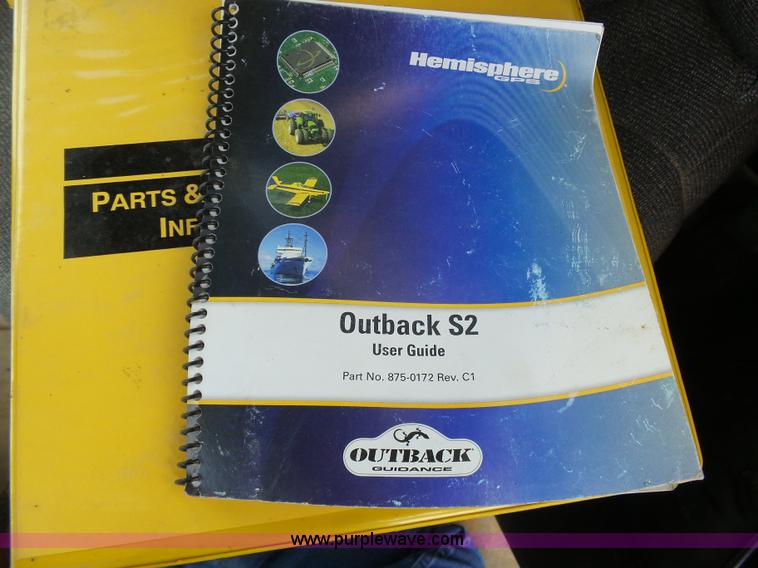 Hemisphere
GPS
PARTS &
INF
Outback S2
User Guide
Part No. 875-0172 Rev. C1
OUTBACK
GUIDANCE
www.purplewave.com